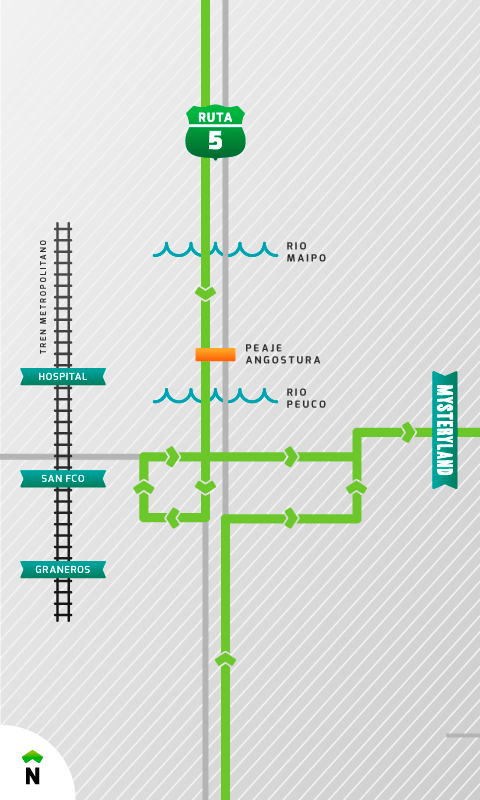 RUTA
5
TREN METROPOLITANO
RIO
MAIPO
PEAJE
ANGOSTURA
HOSPITAL
RIO
PEUCO
MYSTERYLAND
SAN FCO
GRANEROS
N